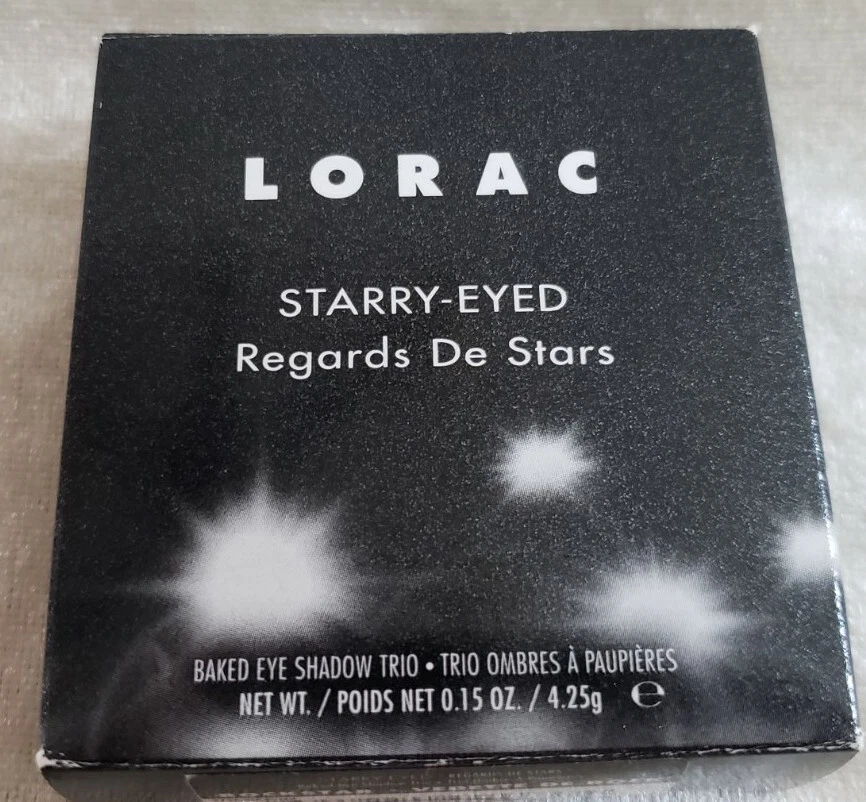 LORAC
STARRY-EYED
Regards De Stars
BAKED EYE SHADOW TRIO • TRIO OMBRES À PAUPIÈRES
NET WT. / POIDS NET 0.15 OZ. / 4.25g ℮